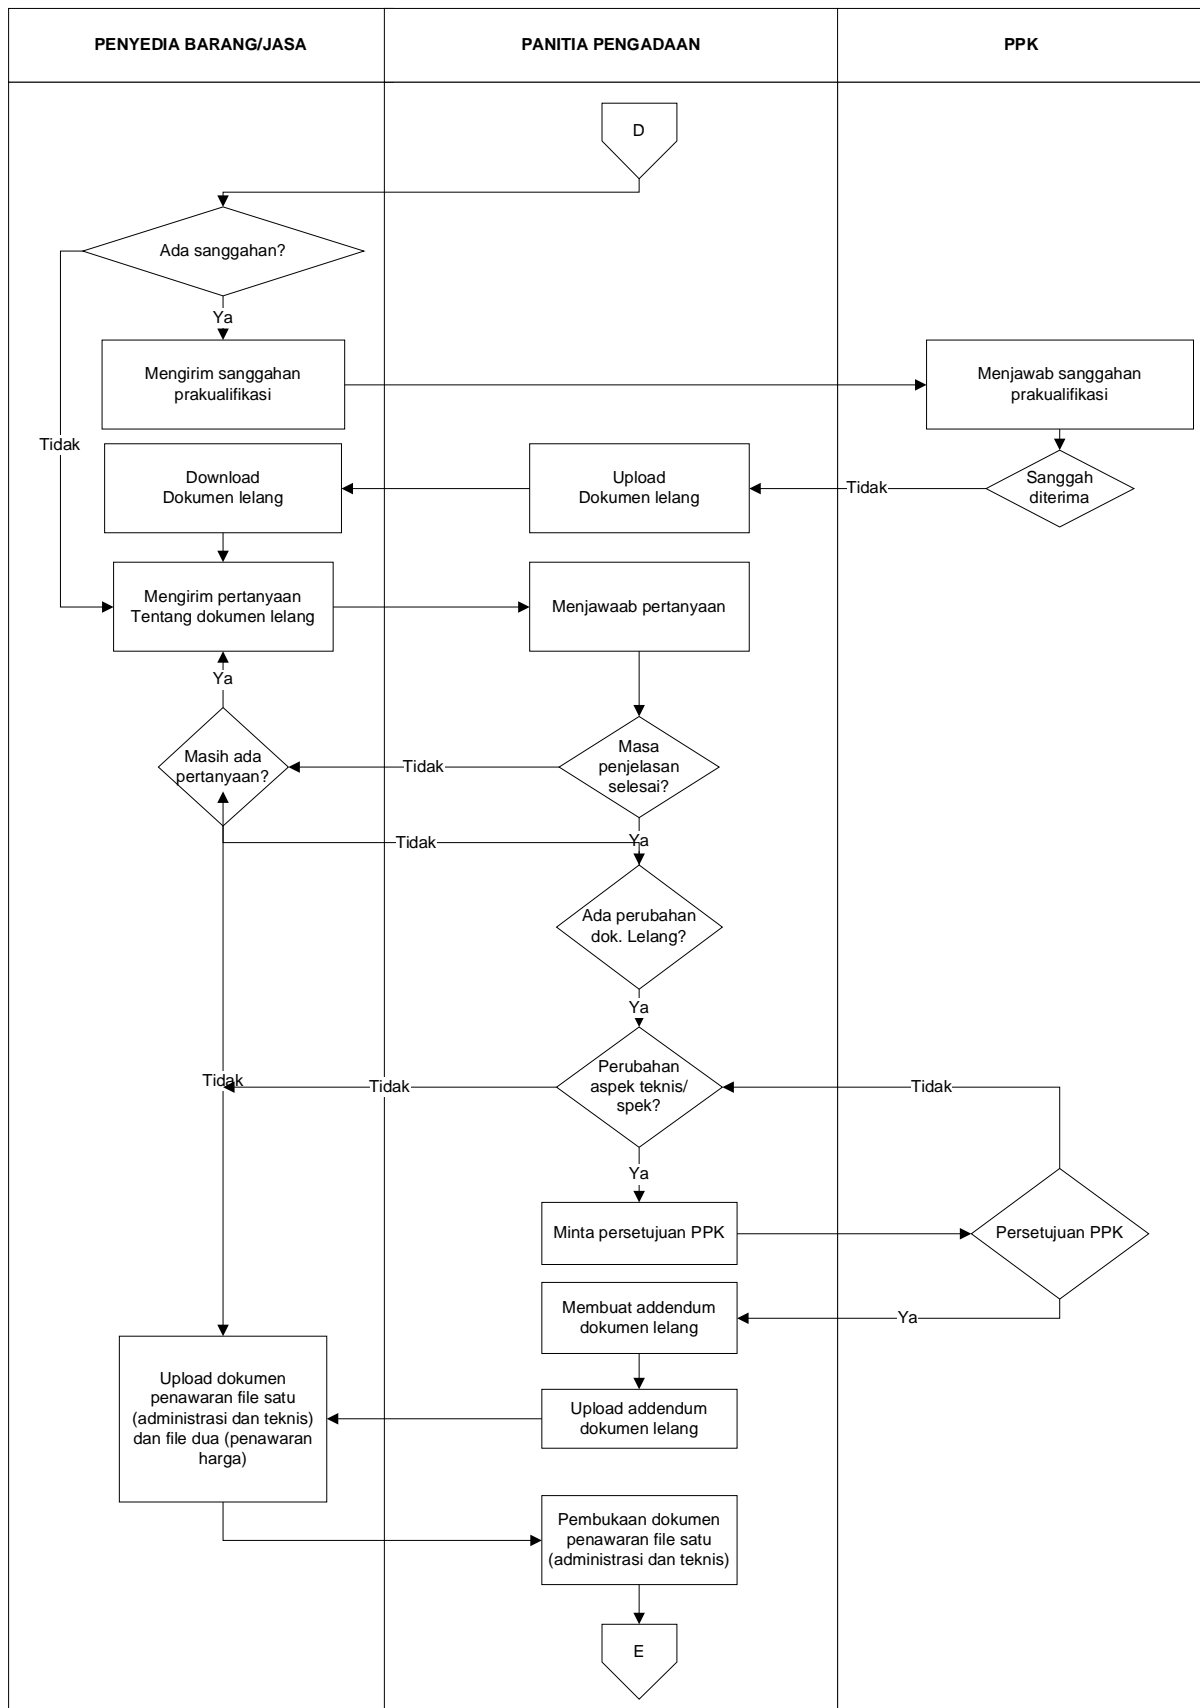 PENYEDIA BARANG/JASA
PANITIA PENGADAAN
PPK
D
Ada sanggahan?
Ya
Mengirim sanggahan
prakualifikasi
Menjawab sanggahan
prakualifikasi
Tidak
Download
Dokumen lelang
Upload
Dokumen lelang
Tidak
Sanggah
diterima
Mengirim pertanyaan
Tentang dokumen lelang
Menjawaab pertanyaan
Ya
Masih ada
pertanyaan?
Tidak
Masa
penjelasan
selesai?
Tidak
Ya
Ada perubahan
dok. Lelang?
Ya
Tidak
Tidak
Perubahan
aspek teknis/
spek?
Tidak
Ya
Minta persetujuan PPK
Persetujuan PPK
Membuat addendum
dokumen lelang
Ya
Upload dokumen
penawaran file satu
(administrasi dan teknis)
dan file dua (penawaran
harga)
Upload addendum
dokumen lelang
Pembukaan dokumen
penawaran file satu
(administrasi dan teknis)
E